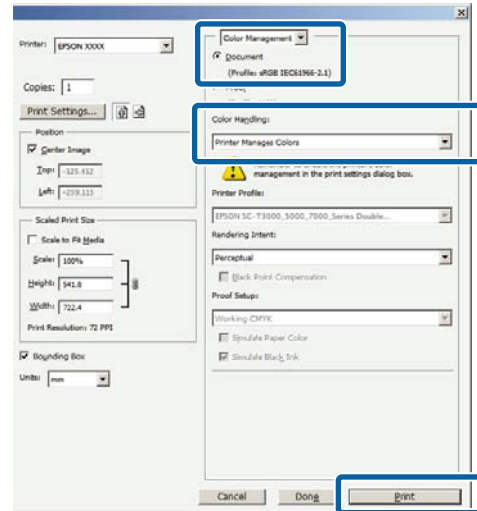 Color Management
Printer: EPSON XXXX
Document
(Profile: sRGB IEC61966-2.1)
Copies: 1
Print Settings...
Color Handling:
Position
Printer Manages Colors
Center Image
Top: -125.412
management in the print settings dialog box.
Left: -259.113
Printer Profile:
EPSON SC-T3000_5000_7000_Series Double...
Scaled Print Size
Rendering Intent:
Scale to Fit Media
Perceptual
Scale: 100%
Black Point Compensation
Height: 541.8
Proof Setup:
Width: 722.4
Working CMYK
Print Resolution: 72 PPI
Simulate Paper Color
Simulate Black Ink
Bounding Box
Units: mm
Cancel Done Print